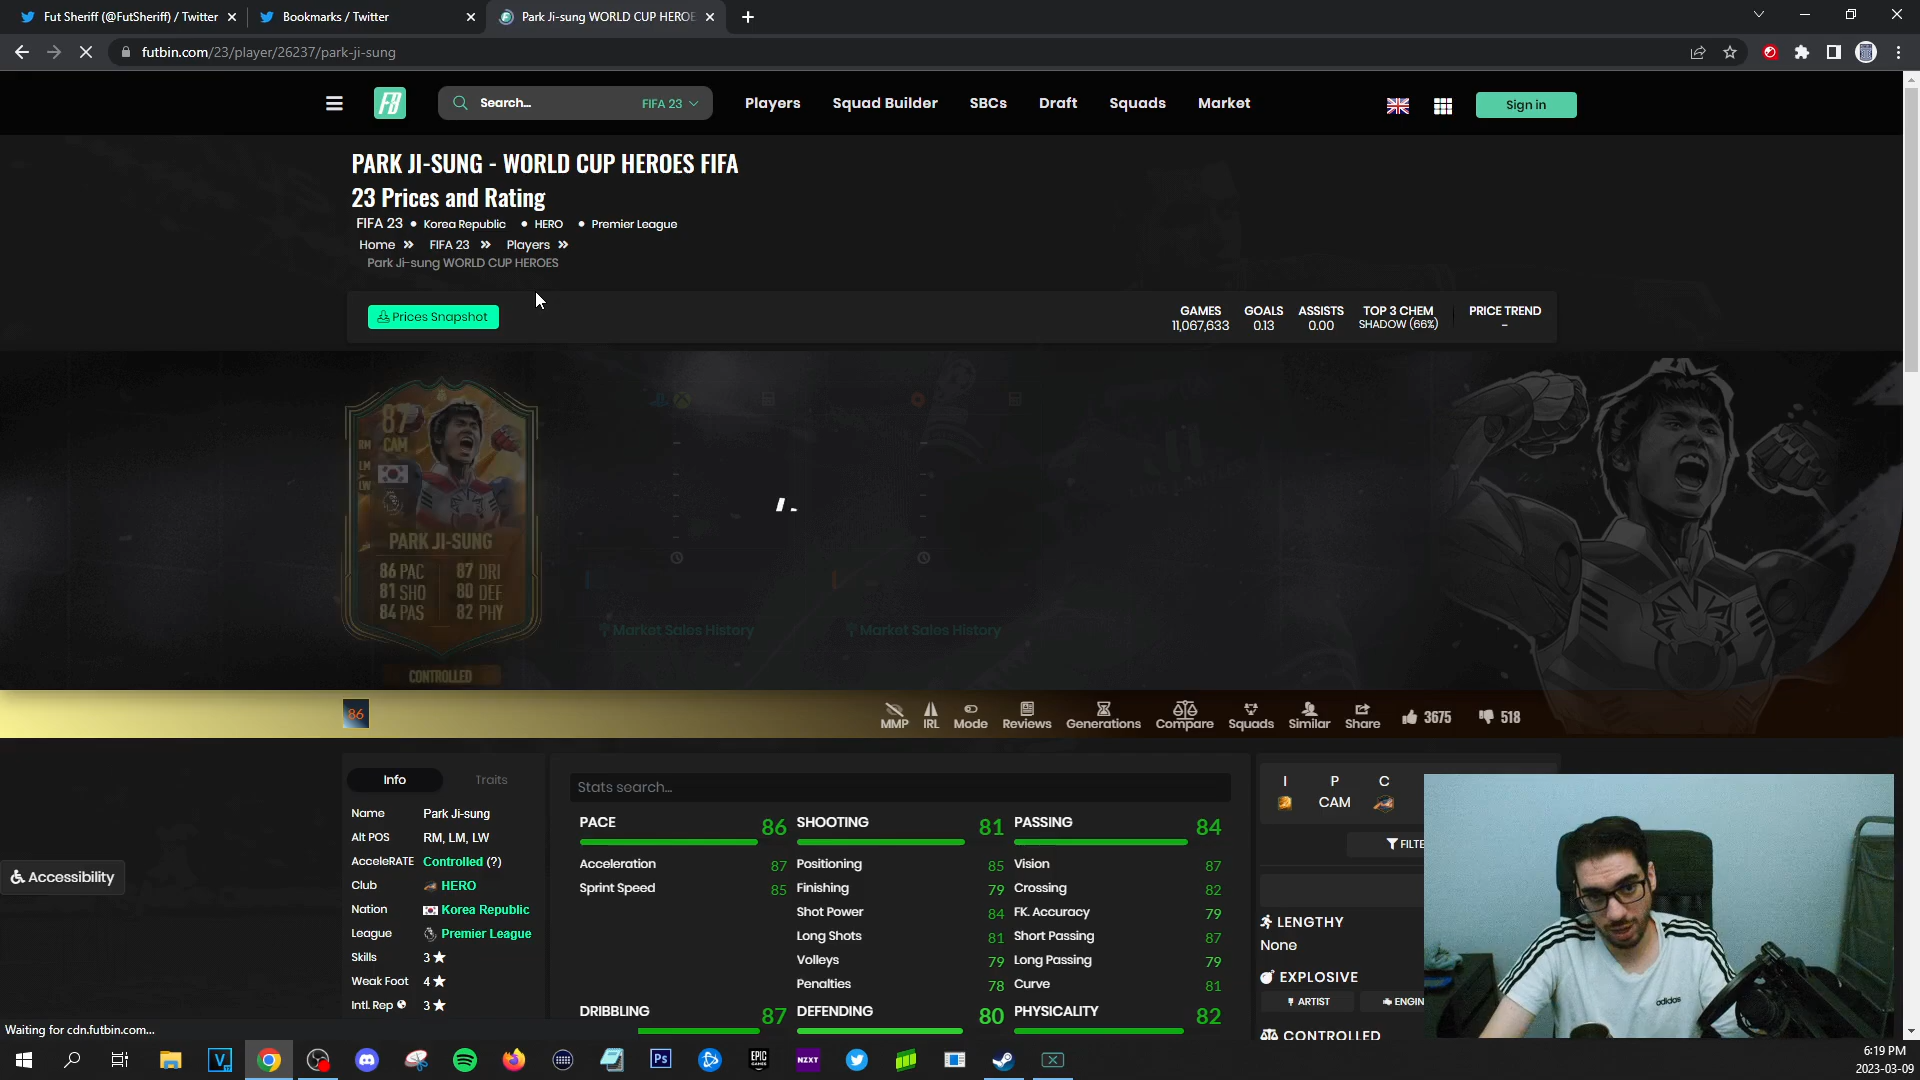 Fut Sheriff (@FutSheriff) / Twitter
Bookmarks / Twitter
Park Ji-sung WORLD CUP HEROE
futbin.com/23/player/26237/park-ji-sung
FB
Search...
FIFA 23
Players
Squad Builder
SBCs
Draft
Squads
Market
Sign in
PARK JI-SUNG - WORLD CUP HEROES FIFA
23 Prices and Rating
FIFA 23 • Korea Republic • HERO • Premier League
Home » FIFA 23 » Players »
Park Ji-sung WORLD CUP HEROES
Prices Snapshot
GAMES
11,067,633
GOALS
0.13
ASSISTS
0.00
TOP 3 CHEM
SHADOW (66%)
PRICE TREND
-
87
CAM
RM
LM
LW
PARK JI-SUNG
86 PAC 87 DRI
81 SHO 80 DEF
84 PAS 82 PHY
CONTROLLED
Market Sales History
Market Sales History
86
MMP
IRL
Mode
Reviews
Generations
Compare
Squads
Similar
Share
3675
518
Info
Traits
Name Park Ji-sung
Alt POS RM, LM, LW
AcceleRATE Controlled (?)
Club HERO
Nation Korea Republic
League Premier League
Skills 3
Weak Foot 4
Intl. Rep 3
Stats search...
PACE 86
Acceleration 87
Sprint Speed 85
SHOOTING 81
Positioning 85
Finishing 79
Shot Power 84
Long Shots 81
Volleys 79
Penalties 78
PASSING 84
Vision 87
Crossing 82
FK. Accuracy 79
Short Passing 87
Long Passing 79
Curve 81
DRIBBLING 87
DEFENDING 80
PHYSICALITY 82
I P C
CAM
FILTE
LENGTHY
None
EXPLOSIVE
ARTIST
ENGIN
CONTROLLED
Accessibility
adidas
Waiting for cdn.futbin.com...
V
Ps
EPIC
GAMES
NZXT
6:19 PM
2023-03-09